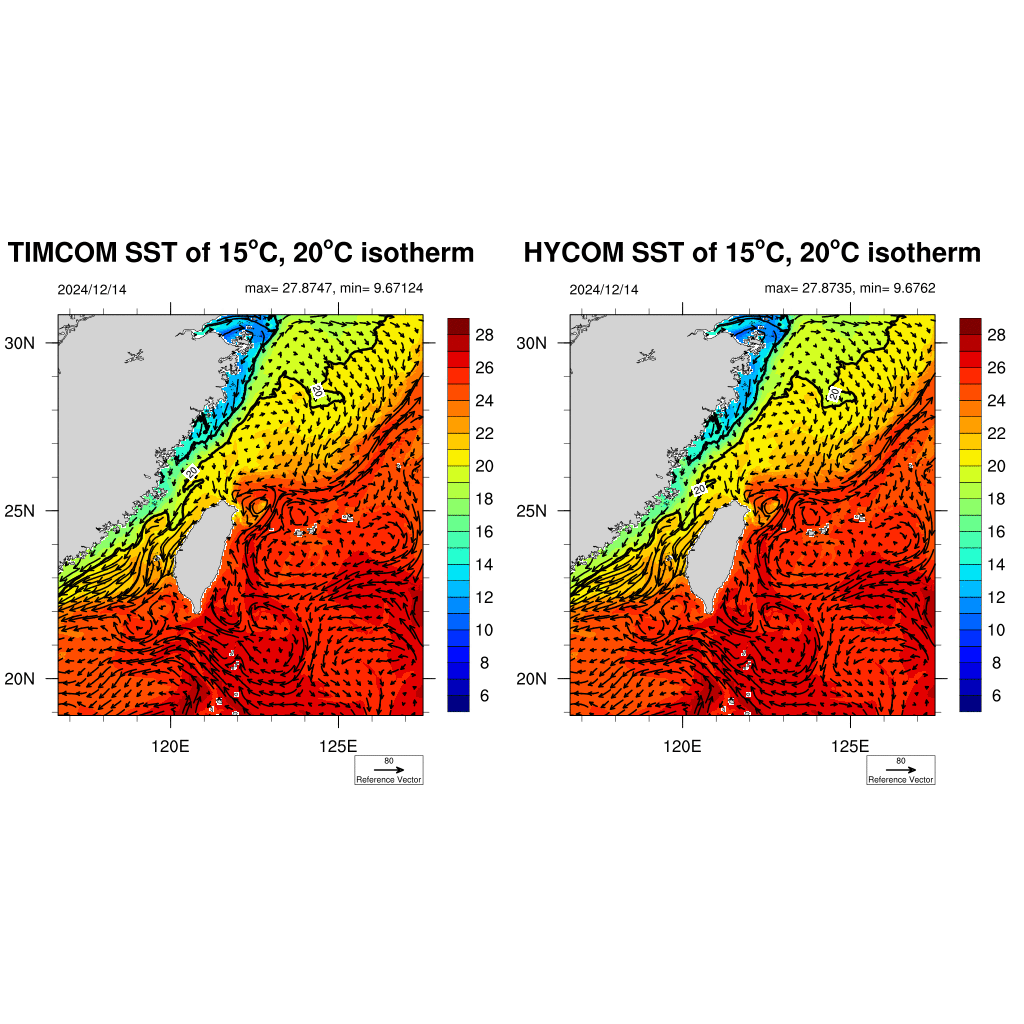 TIMCOM SST of 15°C, 20°C isotherm
2024/12/14
max= 27.8747, min= 9.67124
30N
25N
20N
120E
125E
20
20
28
26
24
22
20
18
16
14
12
10
8
6
80
Reference Vector
HYCOM SST of 15°C, 20°C isotherm
2024/12/14
max= 27.8735, min= 9.6762
30N
25N
20N
120E
125E
20
20
28
26
24
22
20
18
16
14
12
10
8
6
80
Reference Vector